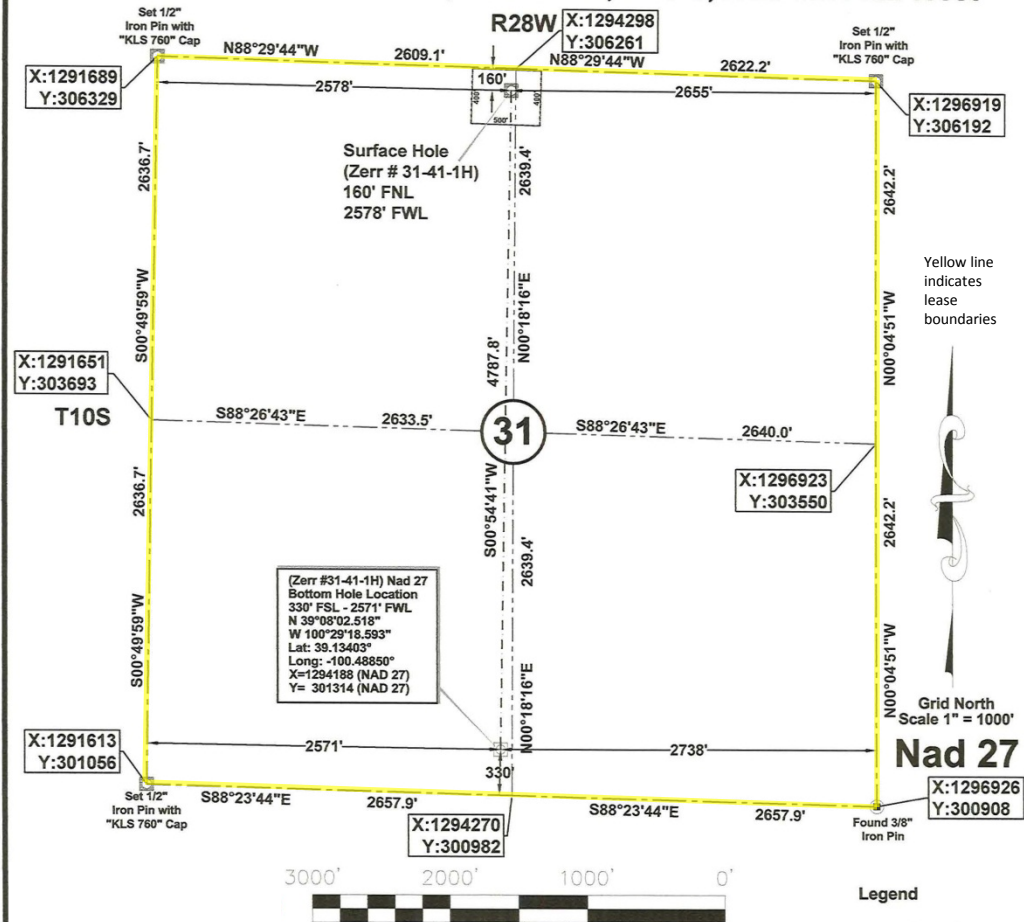 R28W
Set 1/2"
Iron Pin with
"KLS 760" Cap
X:1294298
Y:306261
Set 1/2"
Iron Pin with
"KLS 760" Cap
N88°29'44"W
2609.1'
N88°29'44"W
2622.2'
X:1291689
Y:306329
160'
2578'
2655'
400'
400'
500'
X:1296919
Y:306192
Surface Hole
(Zerr # 31-41-1H)
160' FNL
2578' FWL
2636.7'
2639.4'
2642.2'
Yellow line
indicates
lease
boundaries
S00°49'59"W
N00°18'16"E
N00°04'51"W
4787.8'
X:1291651
Y:303693
T10S
S88°26'43"E
2633.5'
31
S88°26'43"E
2640.0'
X:1296923
Y:303550
2636.7'
S00°54'41"W
2639.4'
2642.2'
(Zerr #31-41-1H) Nad 27
Bottom Hole Location
330' FSL - 2571' FWL
N 39°08'02.518"
W 100°29'18.593"
Lat: 39.13403°
Long: -100.48850°
X=1294188 (NAD 27)
Y= 301314 (NAD 27)
S00°49'59"W
N00°18'16"E
N00°04'51"W
Grid North
Scale 1" = 1000'
Nad 27
X:1291613
Y:301056
2571'
2738'
330'
Set 1/2"
Iron Pin with
"KLS 760" Cap
S88°23'44"E
2657.9'
S88°23'44"E
2657.9'
X:1296926
Y:300908
Found 3/8"
Iron Pin
X:1294270
Y:300982
3000'
2000'
1000'
0'
Legend